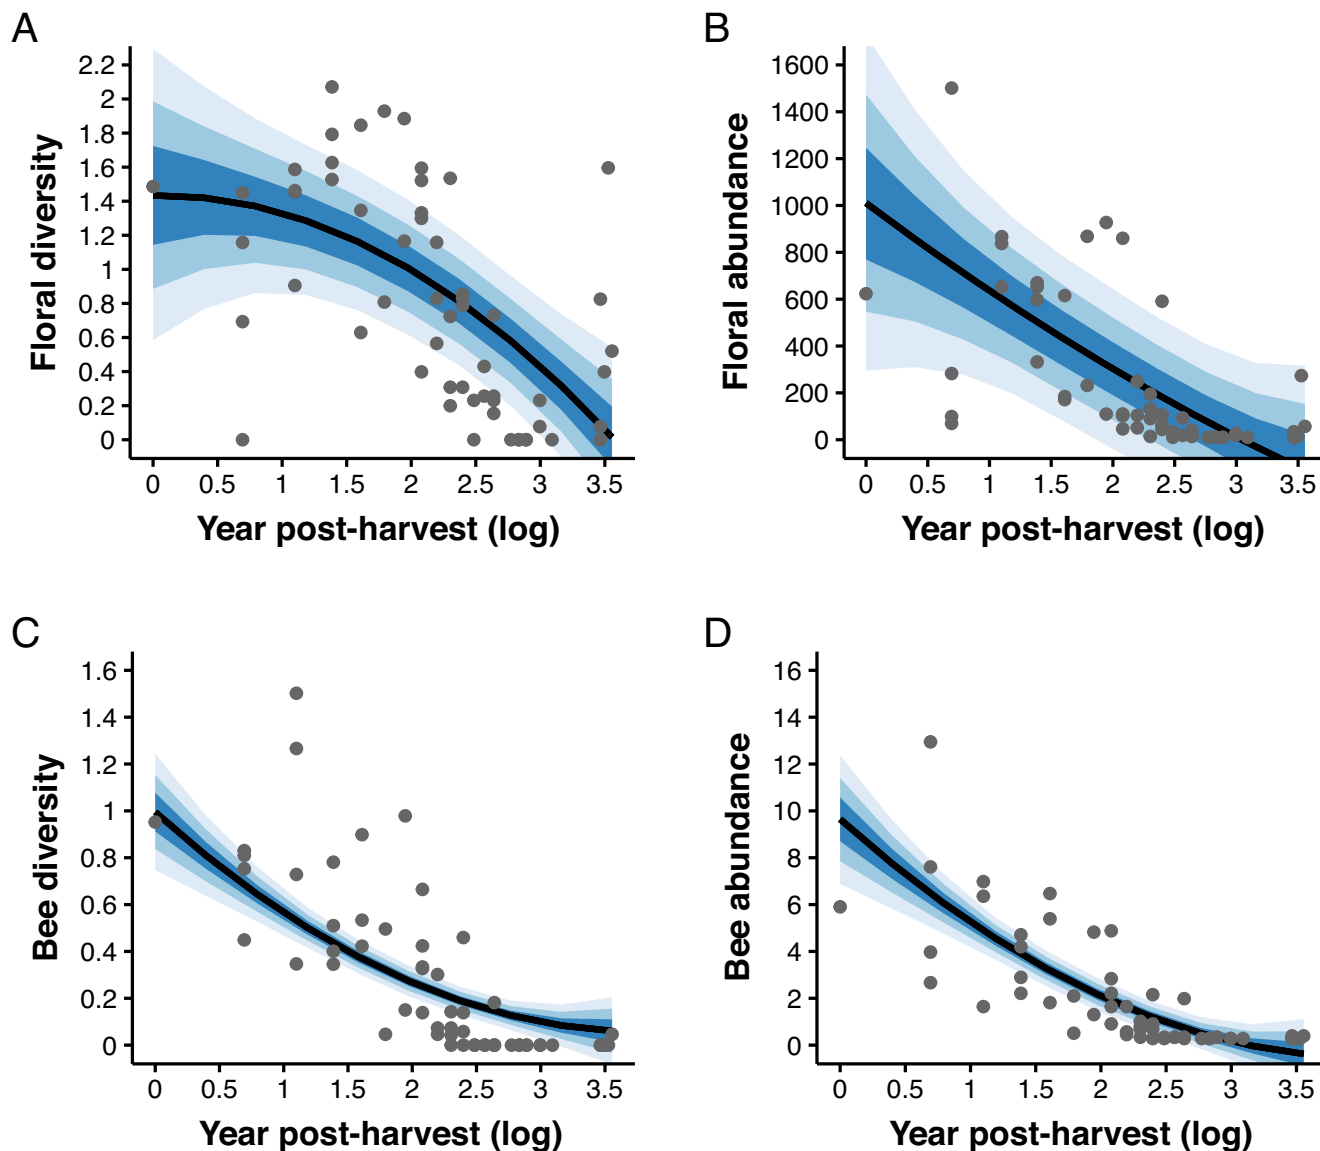 A
2.2
2
1.8
1.6
1.4
1.2
1
0.8
0.6
0.4
0.2
0
Floral diversity
0 0.5 1 1.5 2 2.5 3 3.5
Year post-harvest (log)
B
1600
1400
1200
1000
800
600
400
200
0
Floral abundance
0 0.5 1 1.5 2 2.5 3 3.5
Year post-harvest (log)
C
1.6
1.4
1.2
1
0.8
0.6
0.4
0.2
0
Bee diversity
0 0.5 1 1.5 2 2.5 3 3.5
Year post-harvest (log)
D
16
14
12
10
8
6
4
2
0
Bee abundance
0 0.5 1 1.5 2 2.5 3 3.5
Year post-harvest (log)